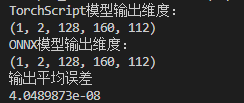 TorchScript模型输出维度：
(1, 2, 128, 160, 112)
ONNX模型输出维度：
(1, 2, 128, 160, 112)
输出平均误差
4.0489873e-08